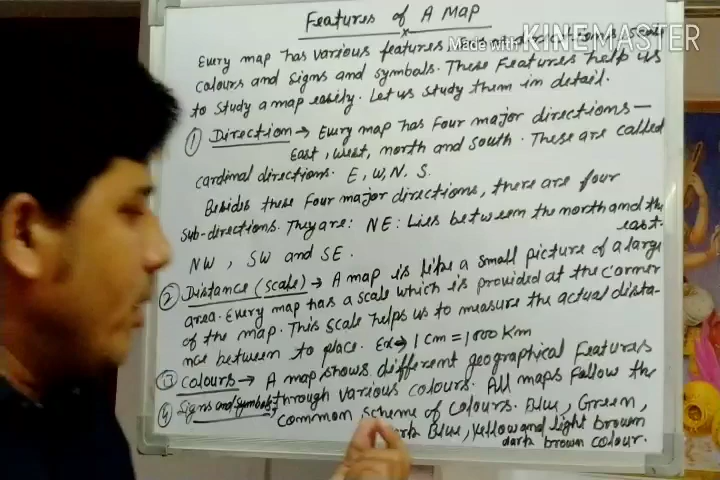 Features of A Map
Made with KINEMASTER
Every map has various features,
colours and signs and symbols. These Features help us
to study a map easily. Let us study them in detail.
① Direction → Every map has Four major directions —
East, West, north and South. These are called
cardinal directions. E, W, N, S.
Besides these Four major directions, there are four
sub-directions. They are: NE: Lies between the north and the
east.
NW, SW and SE.
② Distance (Scale) → A map is like a small picture of a large
area. Every map has a scale which is provided at the corner
of the map. This scale helps us to measure the actual dista-
nce between to place. Ex → 1 cm = 1000 Km
③ Colours → A map shows different geographical Features
④ Signs and symbols through various colours. All maps Follow the
common scheme of colours. Blue, Green,
Blue, Yellow and light brown
dark brown colour.